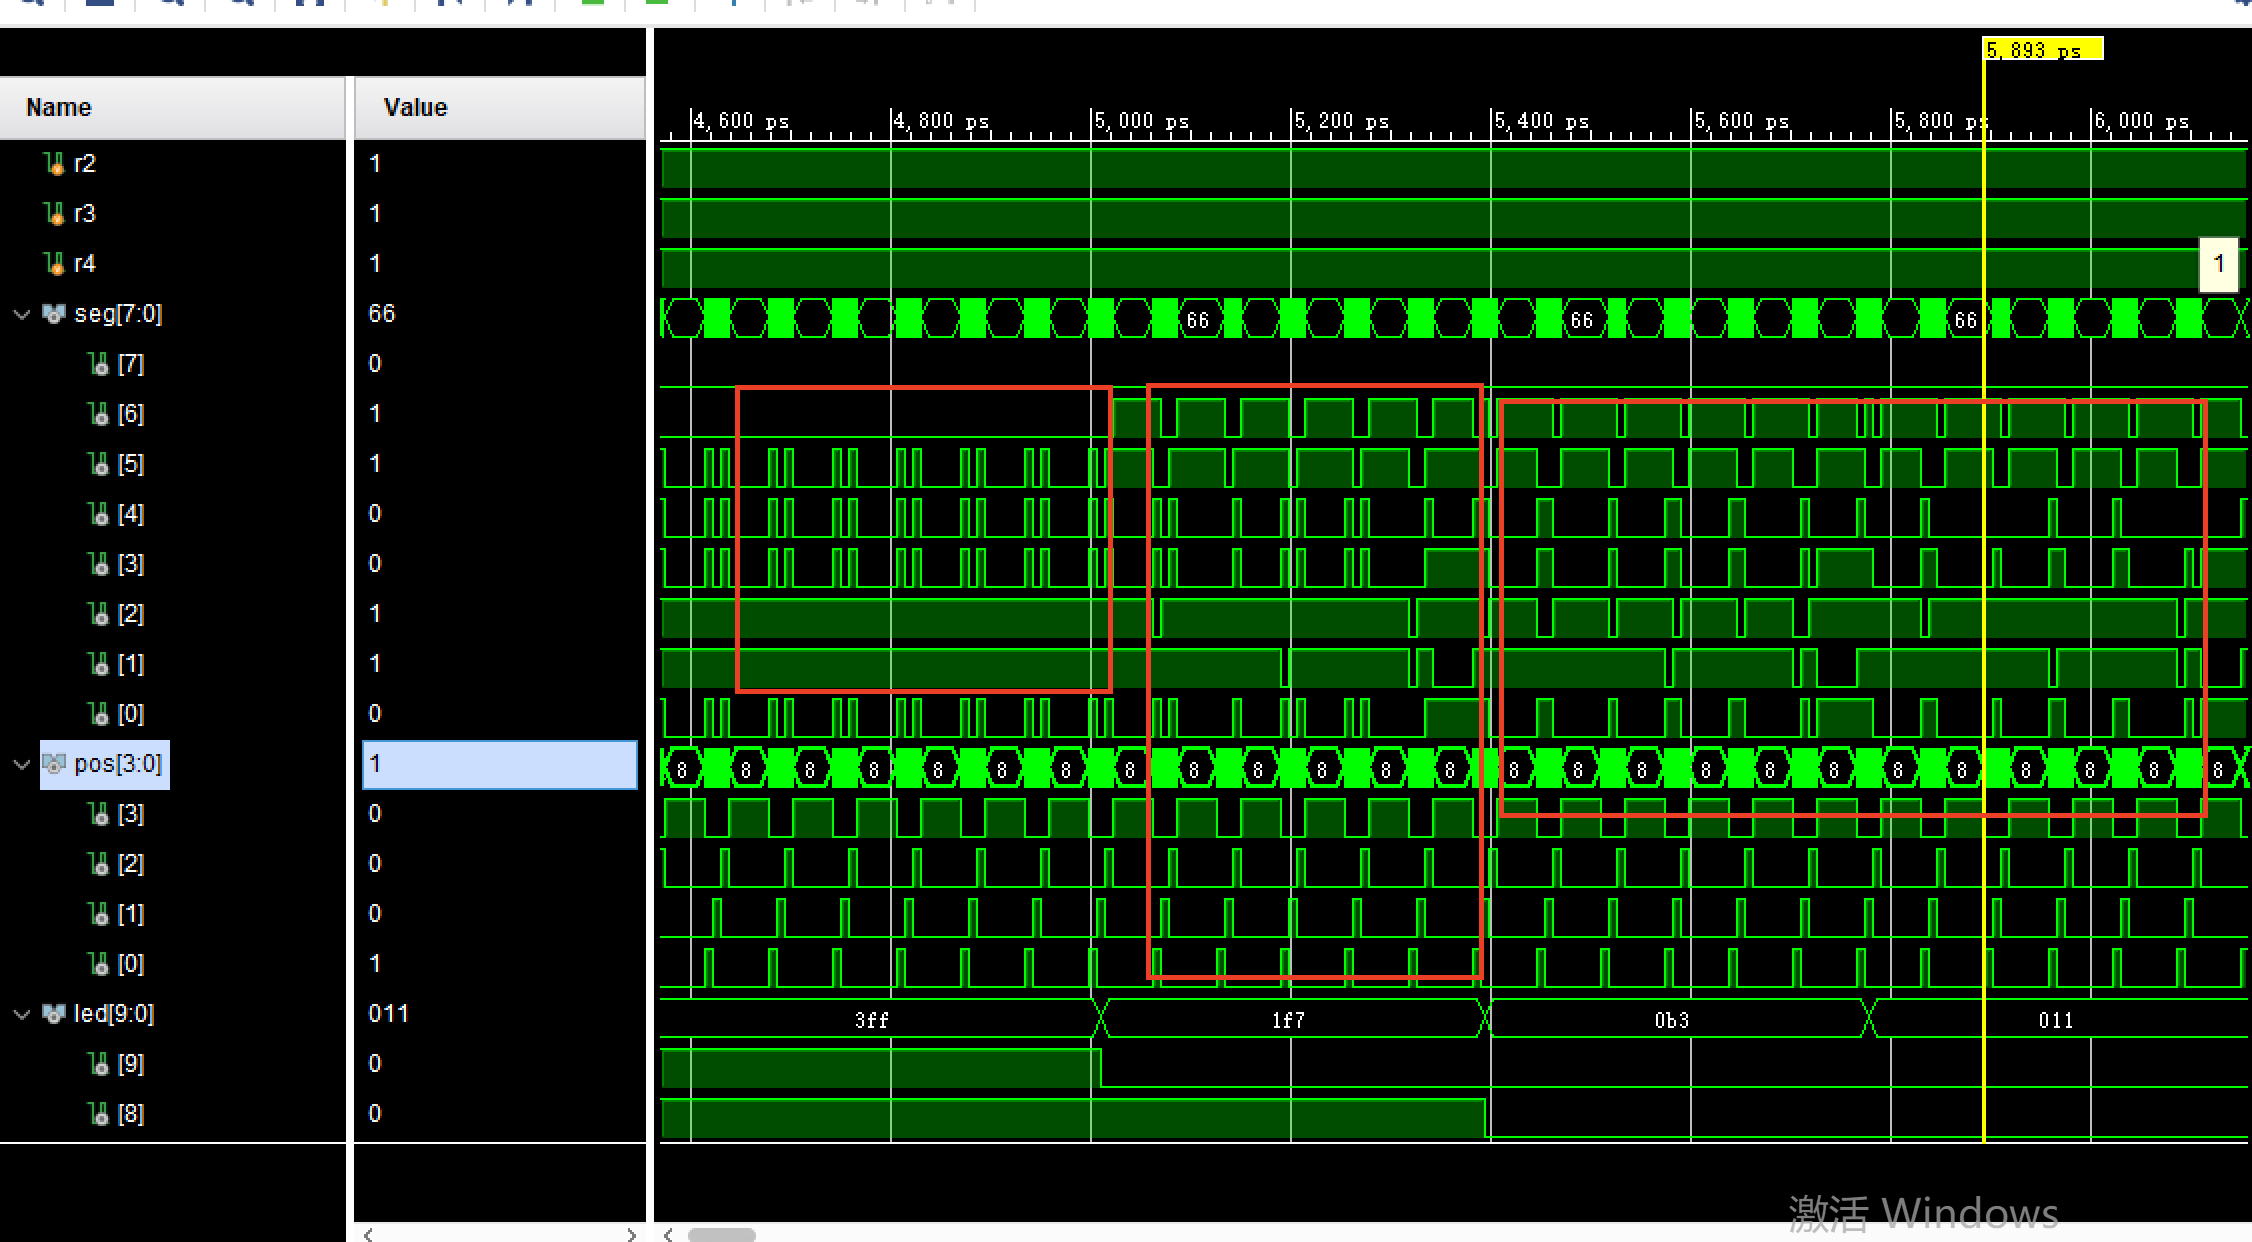 5,893 ps
Name Value
4,600 ps 4,800 ps 5,000 ps 5,200 ps 5,400 ps 5,600 ps 5,800 ps 6,000 ps
r2 1
r3 1
r4 1 1
seg[7:0] 66 66 66 66
[7] 0
[6] 1
[5] 1
[4] 0
[3] 0
[2] 1
[1] 1
[0] 0
pos[3:0] 1 8 8 8 8 8 8 8 8 8 8 8 8 8 8 8 8 8 8 8 8 8 8 8 8 8
[3] 0
[2] 0
[1] 0
[0] 1
led[9:0] 011 3ff 1f7 0b3 011
[9] 0
[8] 0
激活 Windows